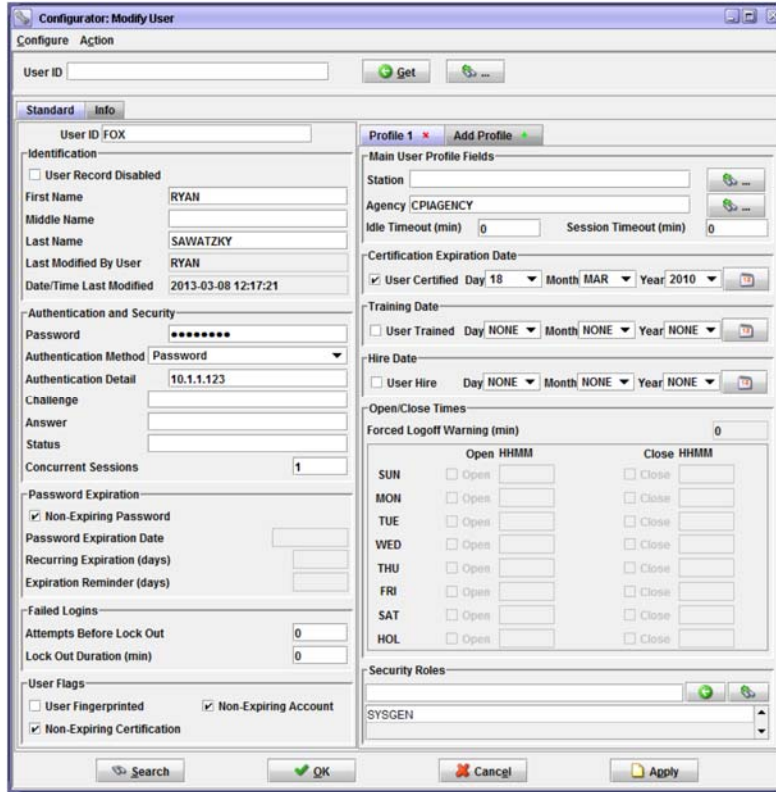 Configurator: Modify User
Configure Action
User ID Get ...
Standard Info
User ID FOX
Identification
User Record Disabled
First Name RYAN
Middle Name
Last Name SAWATZKY
Last Modified By User RYAN
Date/Time Last Modified 2013-03-08 12:17:21
Authentication and Security
Password ••••••••
Authentication Method Password
Authentication Detail 10.1.1.123
Challenge
Answer
Status
Concurrent Sessions 1
Password Expiration
Non-Expiring Password
Password Expiration Date
Recurring Expiration (days)
Expiration Reminder (days)
Failed Logins
Attempts Before Lock Out 0
Lock Out Duration (min) 0
User Flags
User Fingerprinted Non-Expiring Account
Non-Expiring Certification
Profile 1 Add Profile
Main User Profile Fields
Station ...
Agency CPIAGENCY ...
Idle Timeout (min) 0 Session Timeout (min) 0
Certification Expiration Date
User Certified Day 18 Month MAR Year 2010
Training Date
User Trained Day NONE Month NONE Year NONE
Hire Date
User Hire Day NONE Month NONE Year NONE
Open/Close Times
Forced Logoff Warning (min) 0
Open HHMM Close HHMM
SUN Open Close
MON Open Close
TUE Open Close
WED Open Close
THU Open Close
FRI Open Close
SAT Open Close
HOL Open Close
Security Roles
SYSGEN
Search OK Cancel Apply